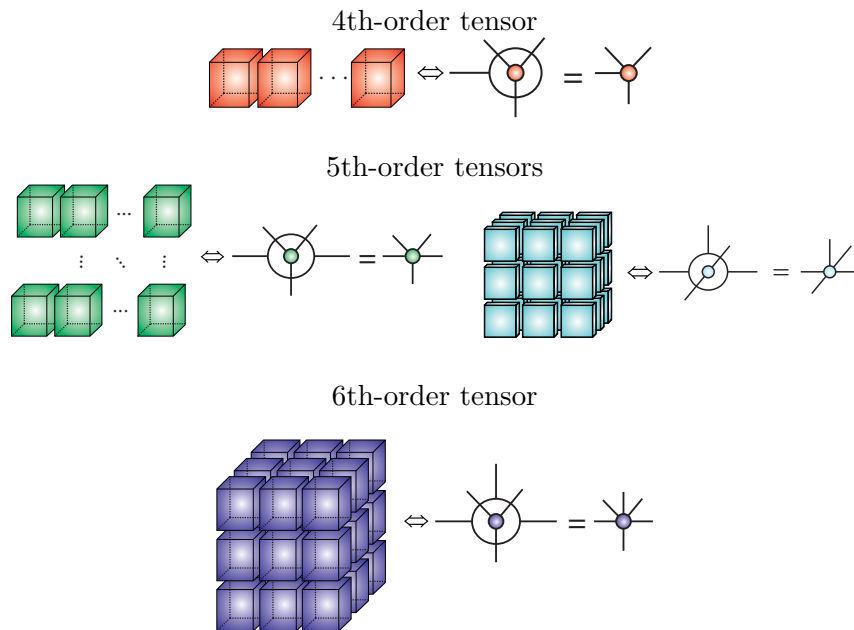 4th-order tensor
· · · ⇔ =
5th-order tensors
...
⋮ ⋱ ⋮ ⇔ = ⇔ =
...
6th-order tensor
⇔ =